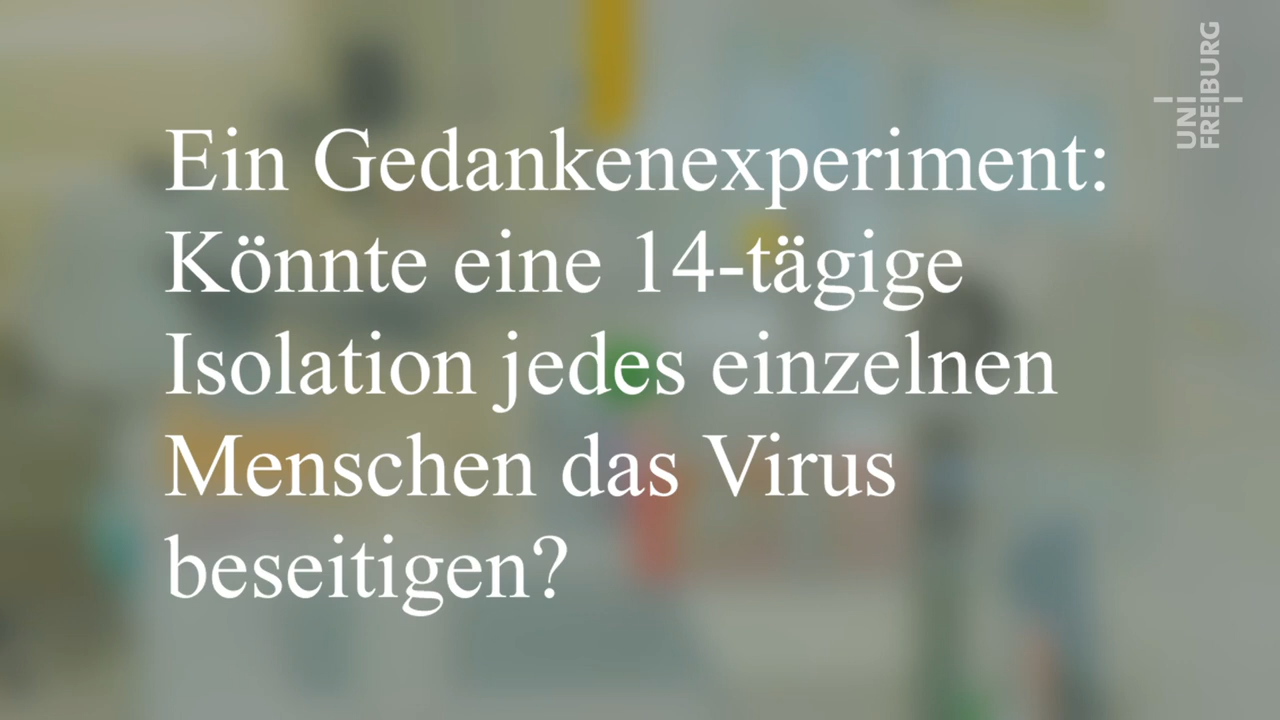 Ein Gedankenexperiment:
Könnte eine 14-tägige
Isolation jedes einzelnen
Menschen das Virus
beseitigen?
UNI
FREIBURG